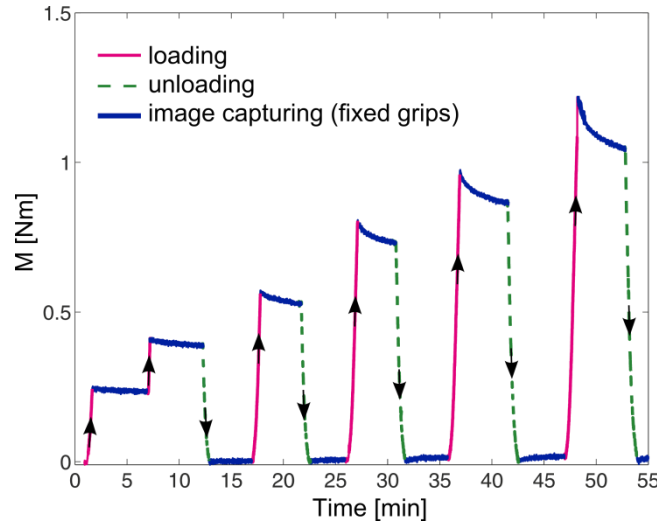 1.5
loading
unloading
image capturing (fixed grips)
1
M [Nm]
0.5
0
0 5 10 15 20 25 30 35 40 45 50 55
Time [min]